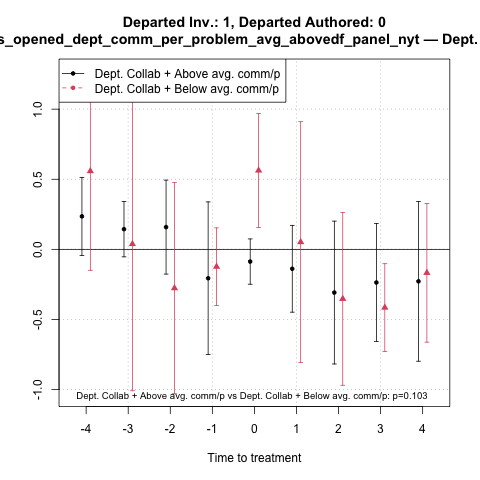 Departed Inv.: 1, Departed Authored: 0
s_opened_dept_comm_per_problem_avg_abovedf_panel_nyt — Dept.
Dept. Collab + Above avg. comm/p
Dept. Collab + Below avg. comm/p
1.0
0.5
0.0
-0.5
-1.0
Dept. Collab + Above avg. comm/p vs Dept. Collab + Below avg. comm/p: p=0.103
-4 -3 -2 -1 0 1 2 3 4
Time to treatment